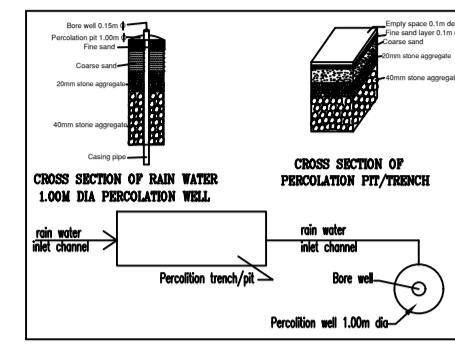 Bore well 0.15m ϕ
Percolation pit 1.00m ϕ
Fine sand
Coarse sand
20mm stone aggregate
40mm stone aggregate
Casing pipe
CROSS SECTION OF RAIN WATER
1.00M DIA PERCOLATION WELL
Empty space 0.1m de
Fine sand layer 0.1m
Coarse sand
20mm stone aggregate
40mm stone aggregat
CROSS SECTION OF
PERCOLATION PIT/TRENCH
rain water
inlet channel
Percolition trench/pit
rain water
inlet channel
Bore well
Percolition well 1.00m dia